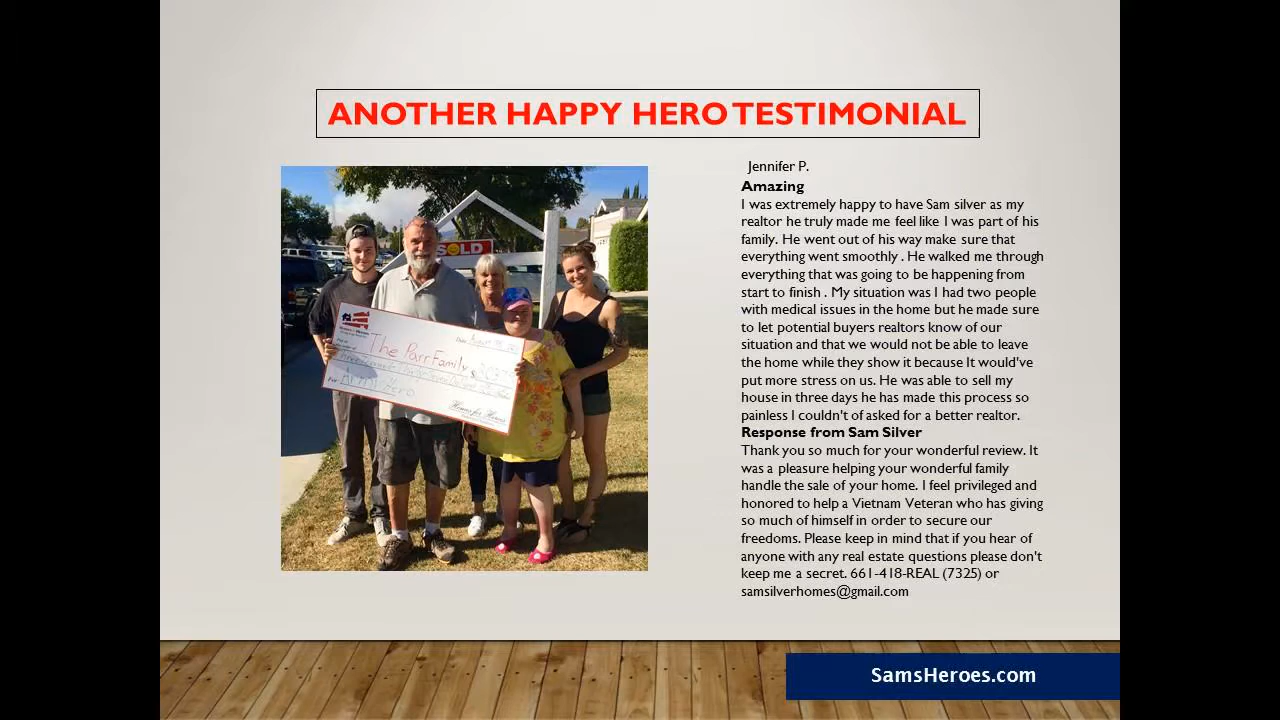 ANOTHER HAPPY HERO TESTIMONIAL
Jennifer P.
Amazing
I was extremely happy to have Sam silver as my
realtor he truly made me feel like I was part of his
family. He went out of his way make sure that
everything went smoothly . He walked me through
everything that was going to be happening from
start to finish . My situation was I had two people
with medical issues in the home but he made sure
to let potential buyers realtors know of our
situation and that we would not be able to leave
the home while they show it because It would've
put more stress on us. He was able to sell my
house in three days he has made this process so
painless I couldn't of asked for a better realtor.
Response from Sam Silver
Thank you so much for your wonderful review. It
was a pleasure helping your wonderful family
handle the sale of your home. I feel privileged and
honored to help a Vietnam Veteran who has giving
so much of himself in order to secure our
freedoms. Please keep in mind that if you hear of
anyone with any real estate questions please don't
keep me a secret. 661-418-REAL (7325) or
samsilverhomes@gmail.com
SOLD
The Parr Family
Hero
SamsHeroes.com